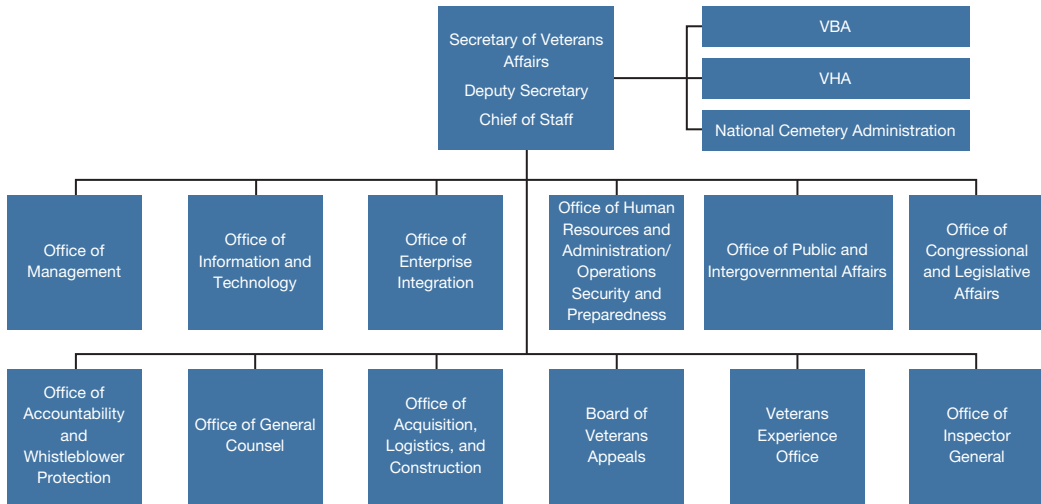 Secretary of Veterans
Affairs
Deputy Secretary
Chief of Staff
VBA
VHA
National Cemetery Administration
Office of
Management
Office of
Information and
Technology
Office of
Enterprise
Integration
Office of Human
Resources and
Administration/
Operations
Security and
Preparedness
Office of Public and
Intergovernmental Affairs
Office of
Congressional
and Legislative
Affairs
Office of
Accountability
and
Whistleblower
Protection
Office of General
Counsel
Office of
Acquisition,
Logistics, and
Construction
Board of
Veterans
Appeals
Veterans
Experience
Office
Office of
Inspector
General